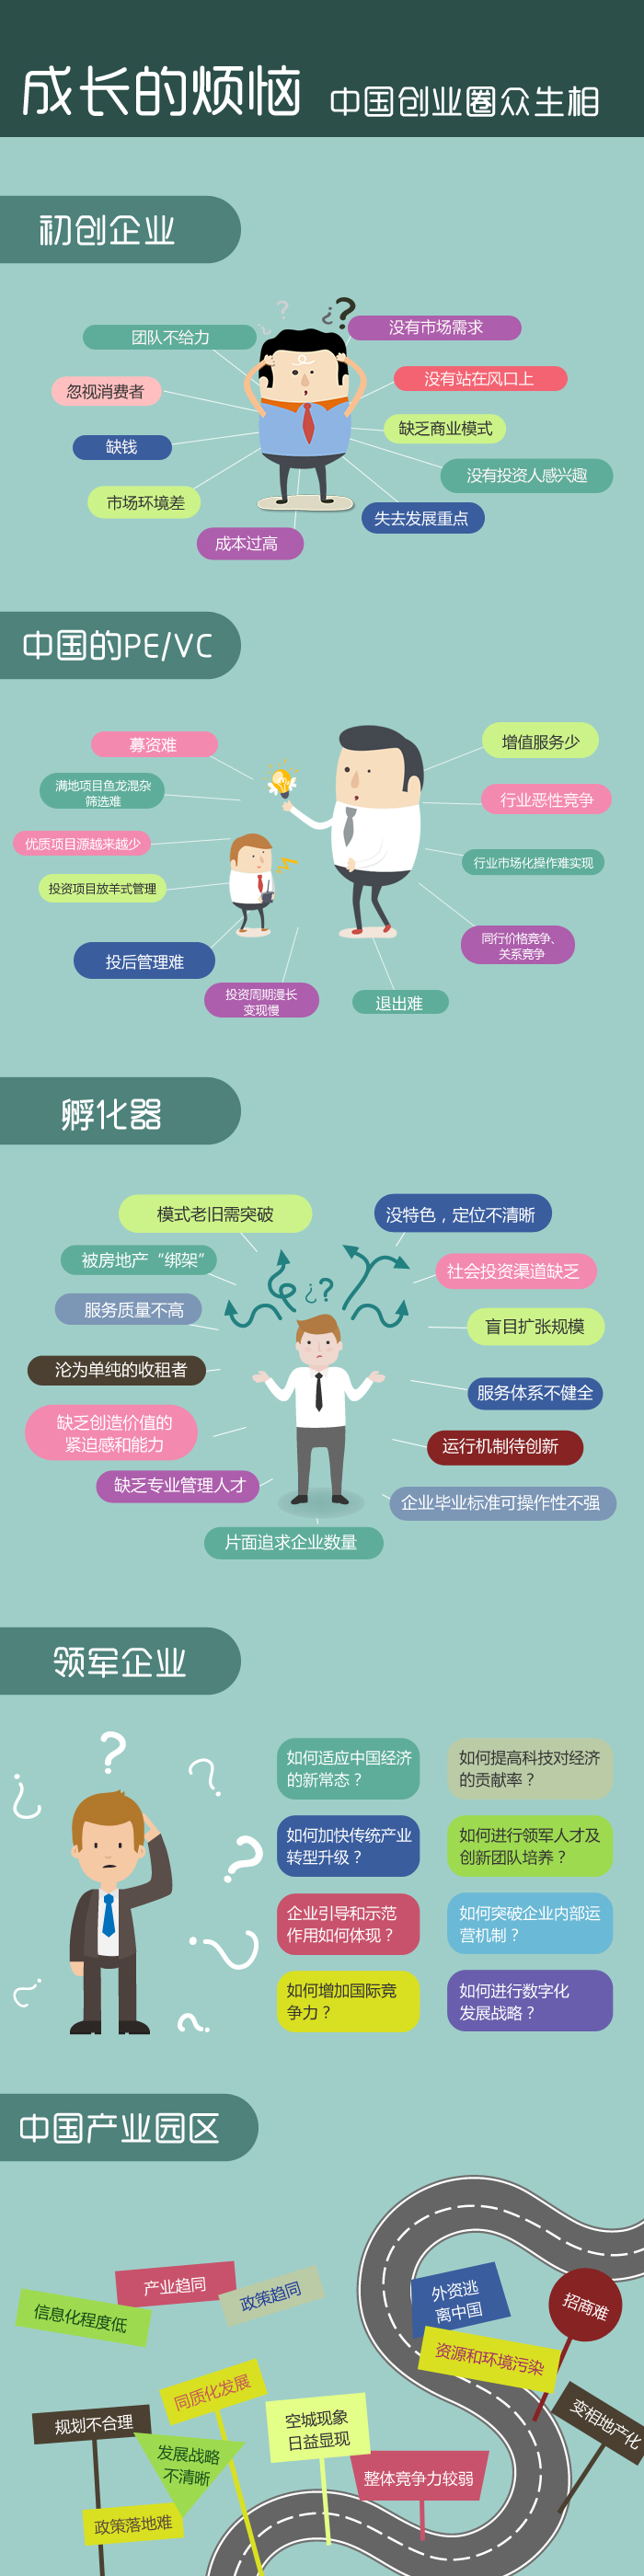 成长的烦恼 中国创业圈众生相
初创企业
团队不给力
没有市场需求
忽视消费者
没有站在风口上
缺钱
缺乏商业模式
市场环境差
没有投资人感兴趣
成本过高
失去发展重点
中国的PE/VC
募资难
增值服务少
满地项目鱼龙混杂
筛选难
行业恶性竞争
优质项目源越来越少
行业市场化操作难实现
投资项目放羊式管理
同行价格竞争、
关系竞争
投后管理难
投资周期漫长
变现慢
退出难
孵化器
模式老旧需突破
没特色，定位不清晰
被房地产“绑架”
社会投资渠道缺乏
服务质量不高
盲目扩张规模
沦为单纯的收租者
服务体系不健全
缺乏创造价值的
紧迫感和能力
运行机制待创新
缺乏专业管理人才
企业毕业标准可操作性不强
片面追求企业数量
领军企业
如何适应中国经济
的新常态？
如何提高科技对经济
的贡献率？
如何加快传统产业
转型升级？
如何进行领军人才及
创新团队培养？
企业引导和示范
作用如何体现？
如何突破企业内部运
营机制？
如何增加国际竞
争力？
如何进行数字化
发展战略？
中国产业园区
产业趋同
政策趋同
信息化程度低
外资逃
离中国
招商难
资源和环境污染
同质化发展
变相地产化
规划不合理
空城现象
日益显现
发展战略
不清晰
整体竞争力较弱
政策落地难